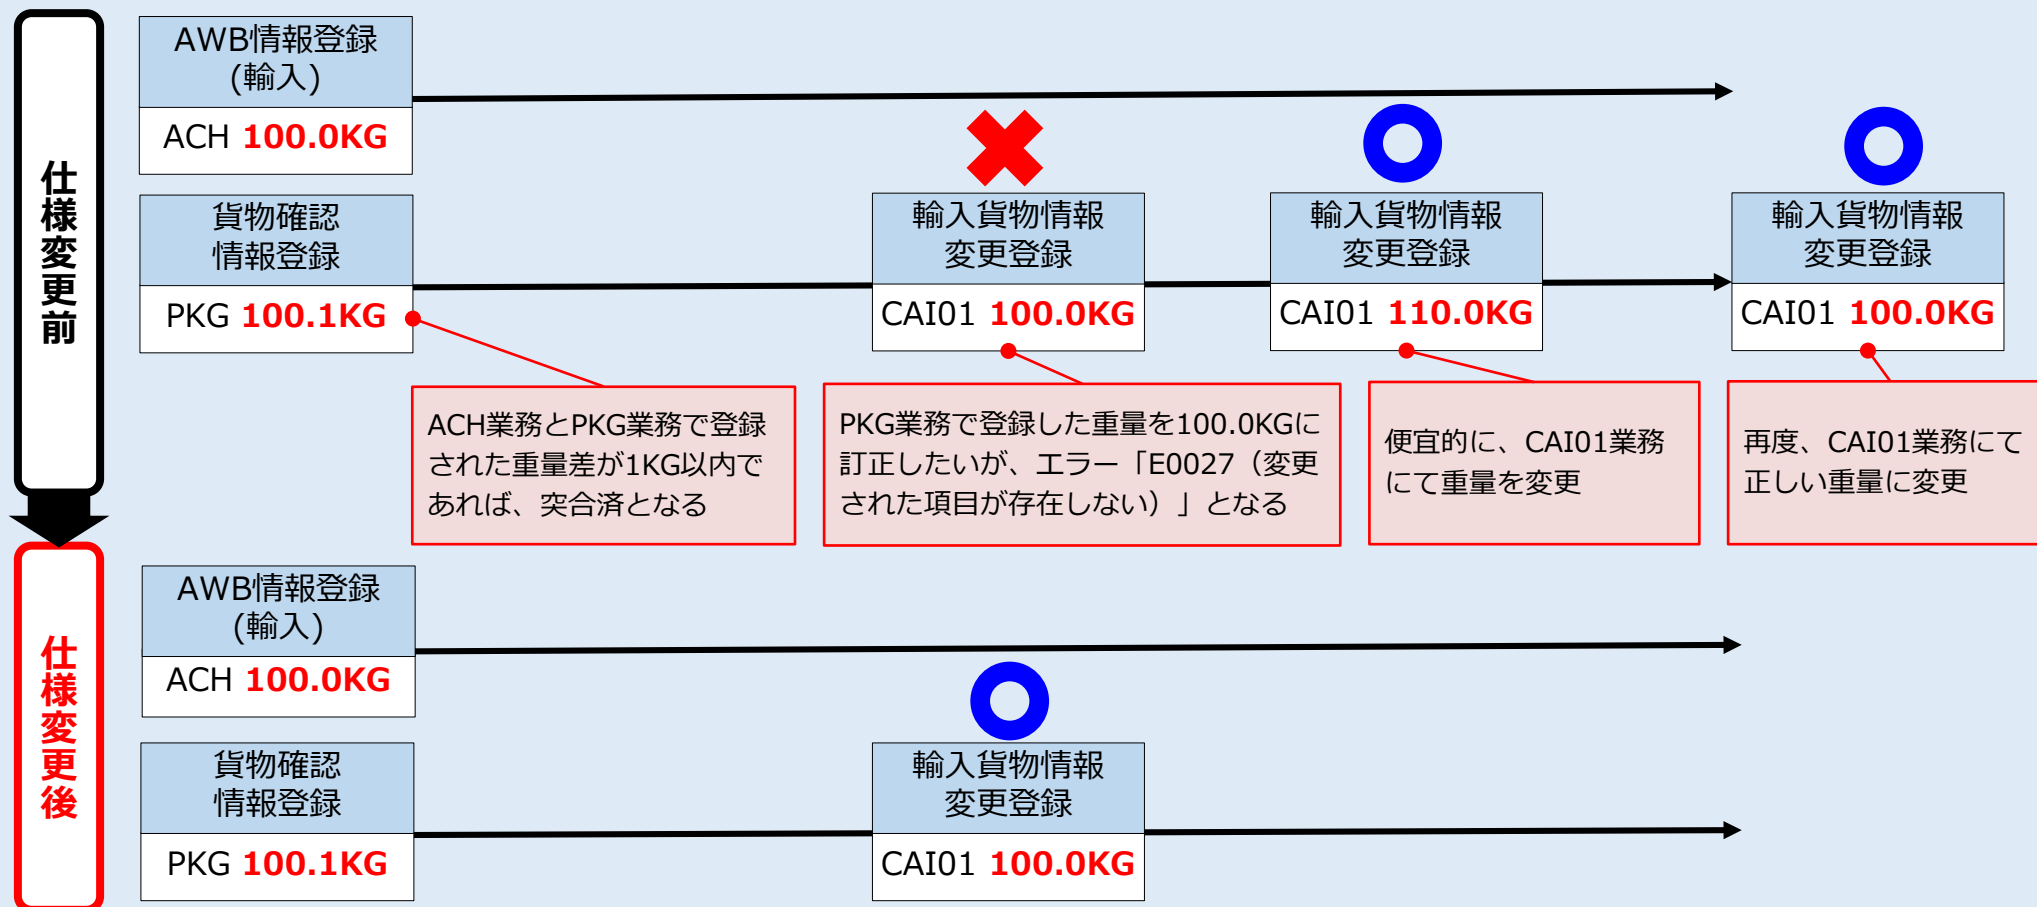 仕様変更前
AWB情報登録
(輸入)
ACH 100.0KG
貨物確認
情報登録
PKG 100.1KG
輸入貨物情報
変更登録
CAI01 100.0KG
輸入貨物情報
変更登録
CAI01 110.0KG
輸入貨物情報
変更登録
CAI01 100.0KG
ACH業務とPKG業務で登録
された重量差が1KG以内で
あれば、突合済となる
PKG業務で登録した重量を100.0KGに
訂正したいが、エラー「E0027（変更
された項目が存在しない）」となる
便宜的に、CAI01業務
にて重量を変更
再度、CAI01業務にて
正しい重量に変更
仕様変更後
AWB情報登録
(輸入)
ACH 100.0KG
貨物確認
情報登録
PKG 100.1KG
輸入貨物情報
変更登録
CAI01 100.0KG